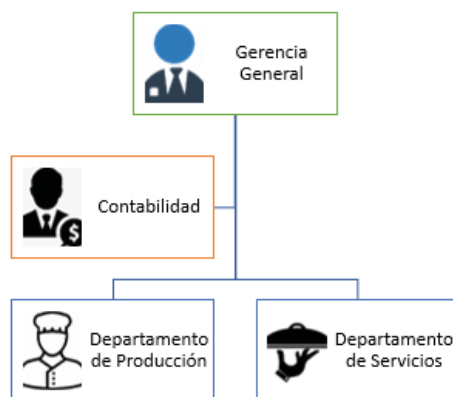 Gerencia
General
Contabilidad
$
Departamento
de Producción
Departamento
de Servicios